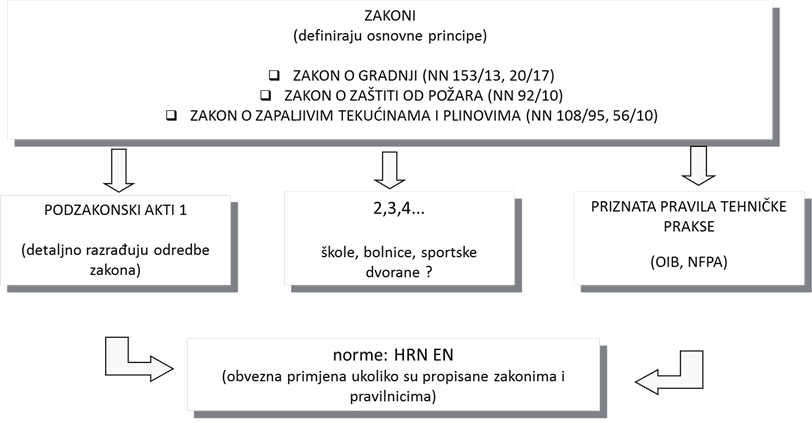 ZAKONI
(definiraju osnovne principe)
❑ ZAKON O GRADNJI (NN 153/13, 20/17)
❑ ZAKON O ZAŠTITI OD POŽARA (NN 92/10)
❑ ZAKON O ZAPALJIVIM TEKUĆINAMA I PLINOVIMA (NN 108/95, 56/10)
PODZAKONSKI AKTI 1
(detaljno razrađuju odredbe
zakona)
2,3,4...
škole, bolnice, sportske
dvorane ?
PRIZNATA PRAVILA TEHNIČKE
PRAKSE
(OIB, NFPA)
norme: HRN EN
(obvezna primjena ukoliko su propisane zakonima i
pravilnicima)